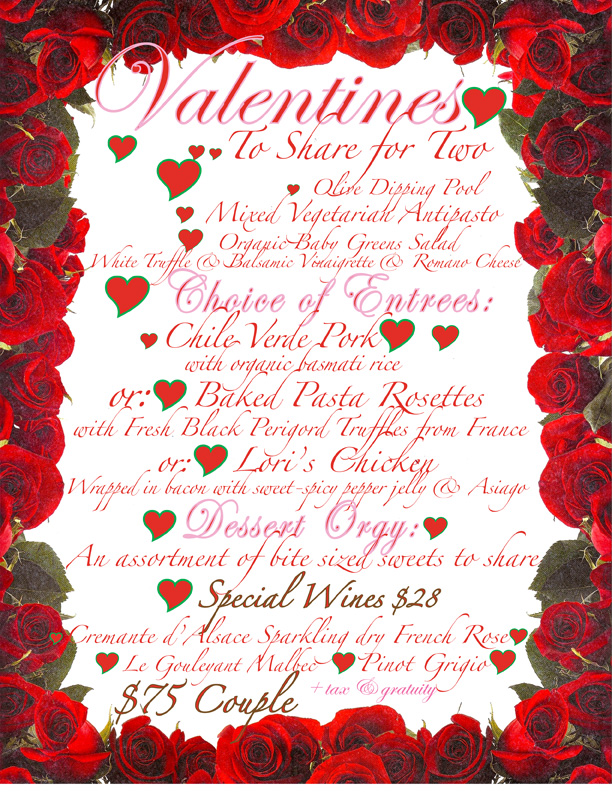 Valentines
To Share for Two
Olive Dipping Pool
Mixed Vegetarian Antipasto
Organic Baby Greens Salad
White Truffle & Balsamic Vinaigrette & Romano Cheese
Choice of Entrees:
Chile Verde Pork
with organic basmati rice
or: Baked Pasta Rosettes
with Fresh Black Perigord Truffles from France
or: Lori's Chicken
Wrapped in bacon with sweet-spicy pepper jelly & Asiago
Dessert Orgy:
An assortment of bite sized sweets to share
Special Wines $28
Cremante d'Alsace Sparkling dry French Rose
Le Gouleyant Malbec Pinot Grigio
$75 Couple + tax & gratuity